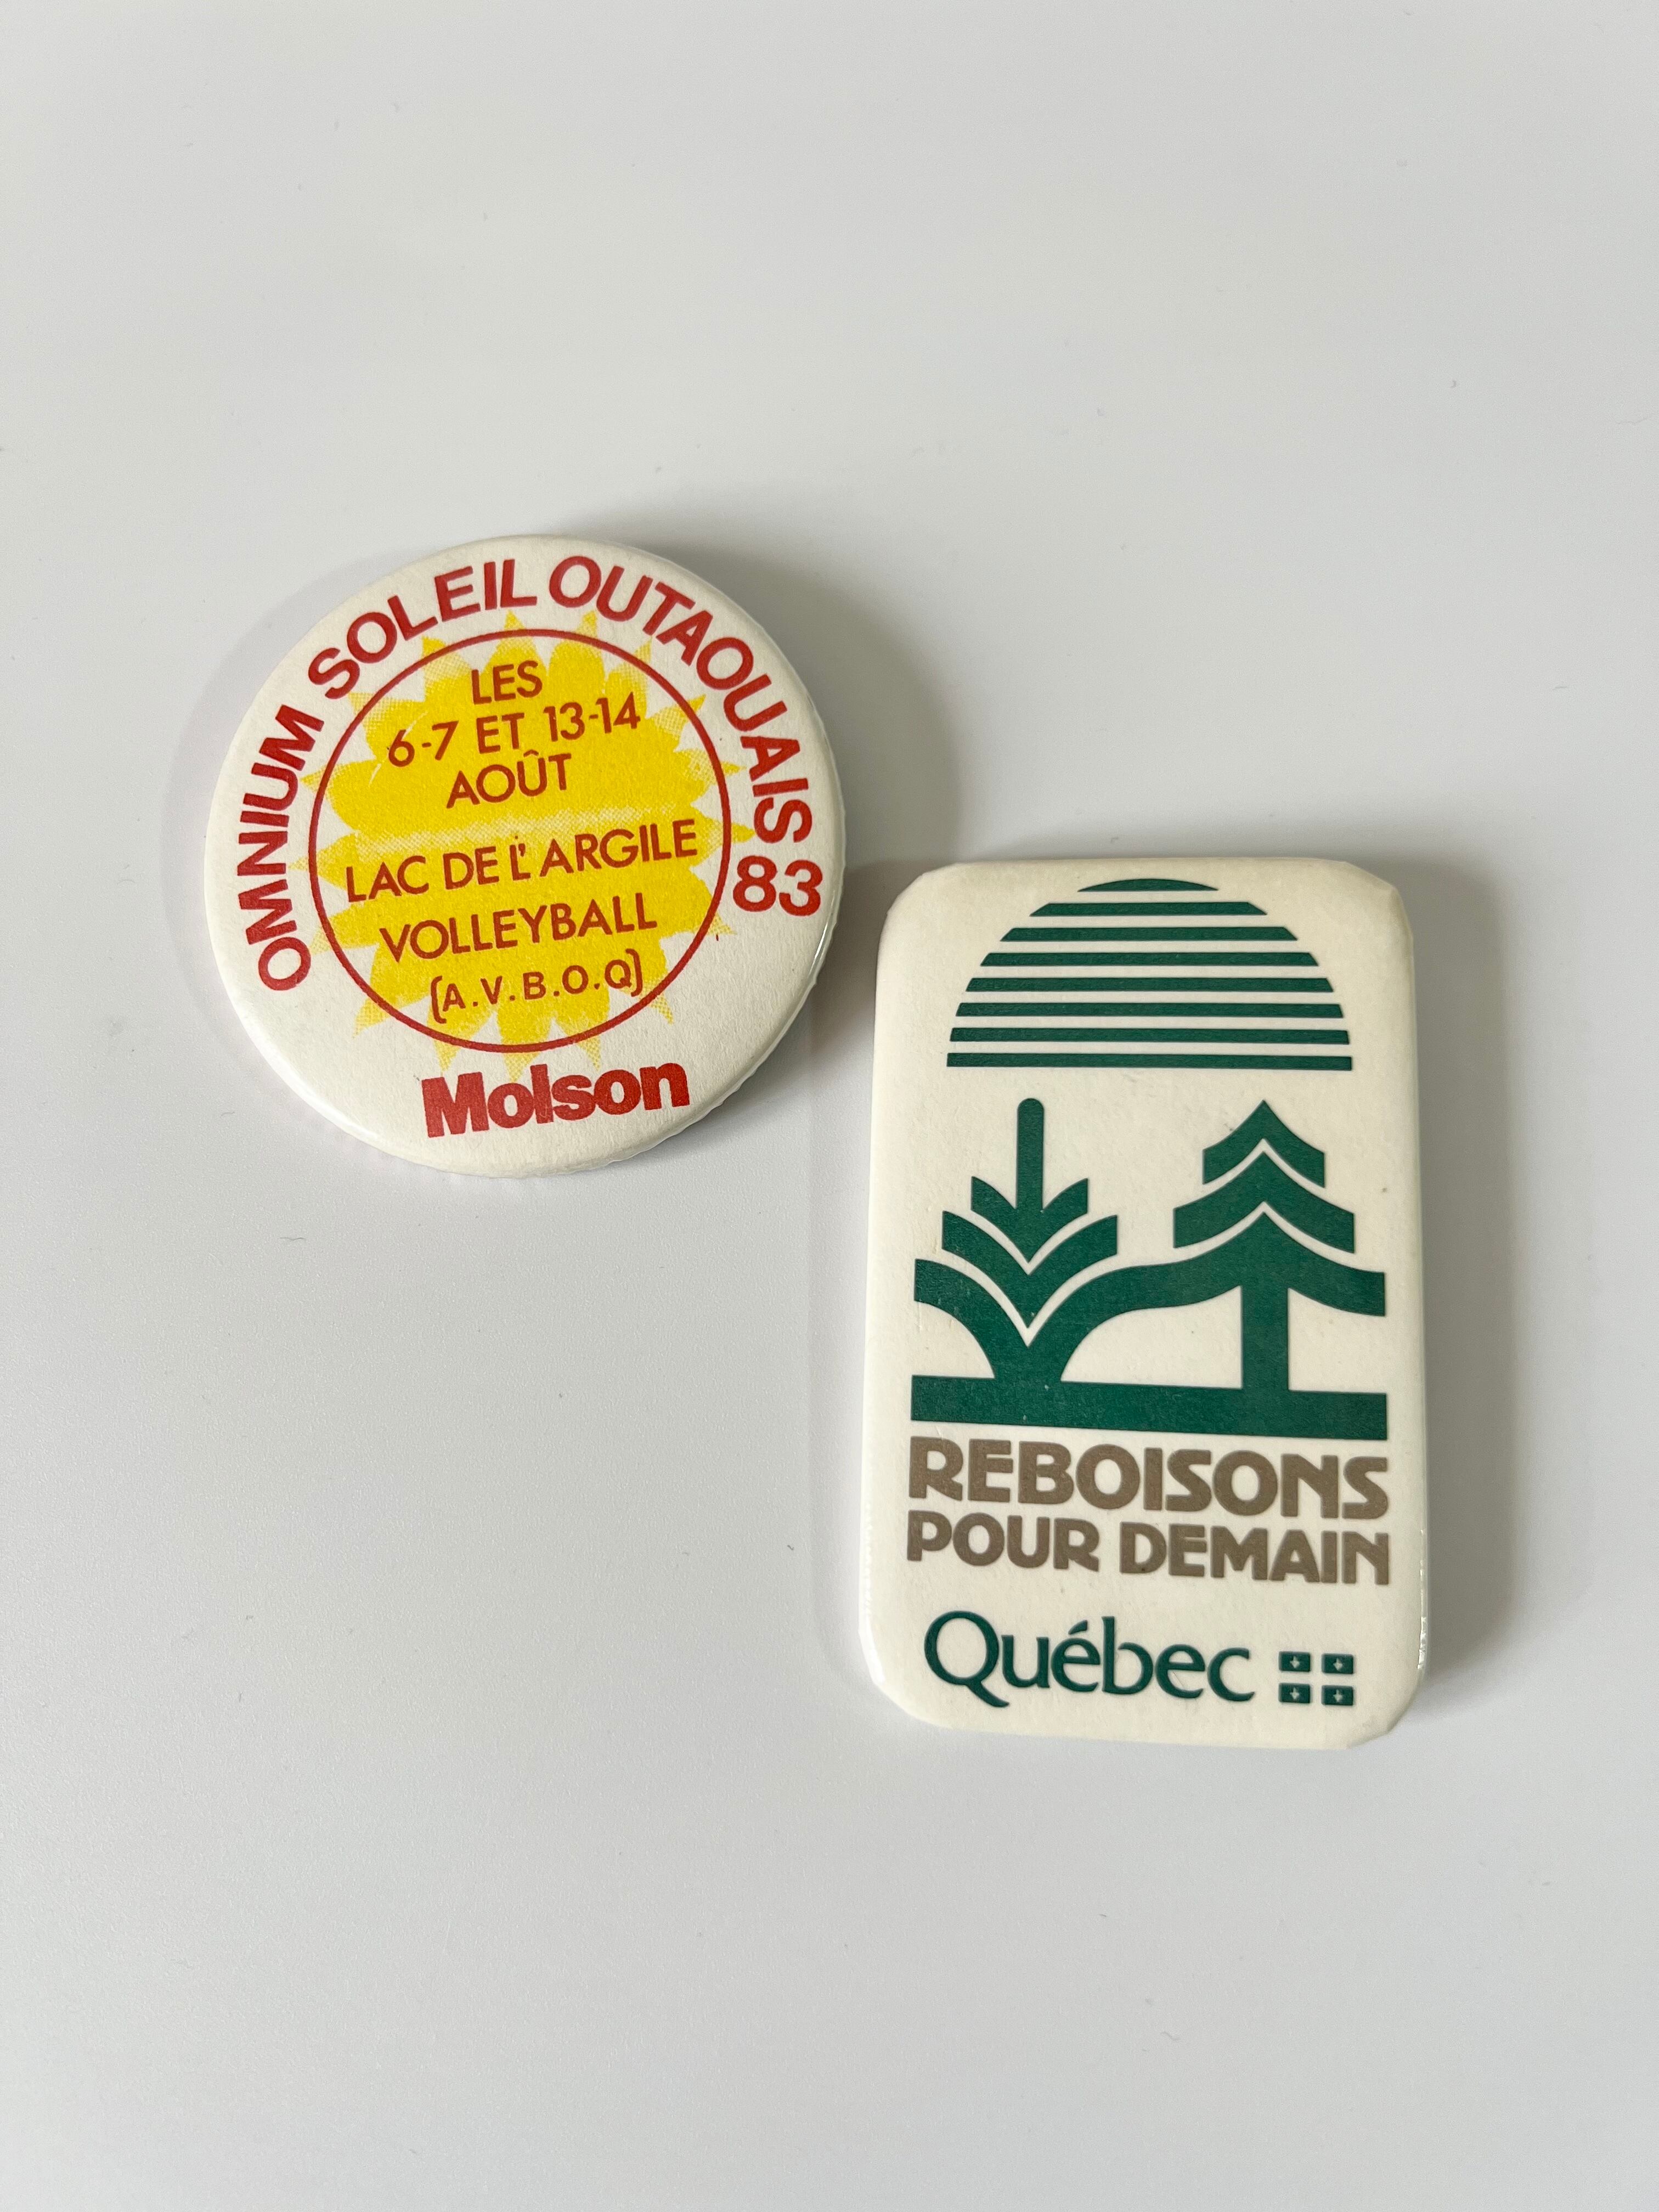 OMNIUM SOLEIL OUTAOUAIS 83
LES
6-7 ET 13-14
AOÛT
LAC DE L'ARGILE
VOLLEYBALL
(A.V.B.O.Q)
Molson
REBOISONS
POUR DEMAIN
Québec